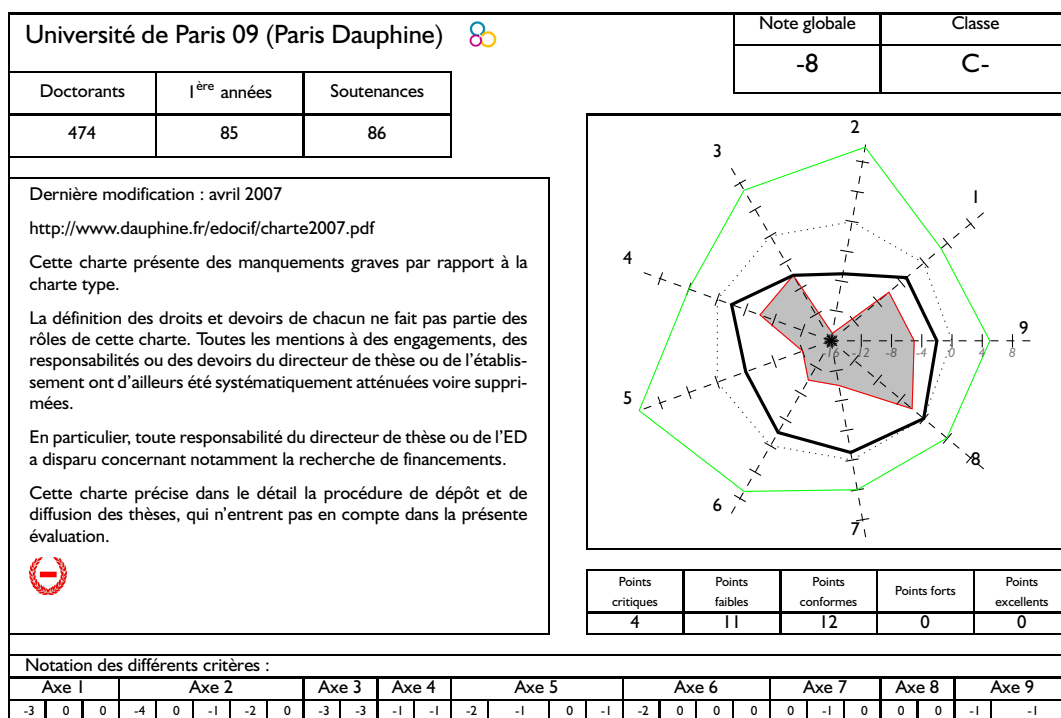 Université de Paris 09 (Paris Dauphine)
Note globale Classe
-8 C-
Doctorants 1ère années Soutenances
474 85 86
Dernière modification : avril 2007
http://www.dauphine.fr/edocif/charte2007.pdf
Cette charte présente des manquements graves par rapport à la
charte type.
La définition des droits et devoirs de chacun ne fait pas partie des
rôles de cette charte. Toutes les mentions à des engagements, des
responsabilités ou des devoirs du directeur de thèse ou de l'établis-
sement ont d'ailleurs été systématiquement atténuées voire suppri-
mées.
En particulier, toute responsabilité du directeur de thèse ou de l'ED
a disparu concernant notamment la recherche de financements.
Cette charte précise dans le détail la procédure de dépôt et de
diffusion des thèses, qui n'entrent pas en compte dans la présente
évaluation.
2
3
1
4
9
-16 -12 -8 -4 0 4 8
5
8
6
7
Points critiques Points faibles Points conformes Points forts Points excellents
4 11 12 0 0
Notation des différents critères :
Axe 1 Axe 2 Axe 3 Axe 4 Axe 5 Axe 6 Axe 7 Axe 8 Axe 9
-3 0 0 -4 0 -1 -2 0 -3 -3 -1 -1 -2 -1 0 -1 -2 0 0 0 0 0 -1 0 0 0 -1 -1